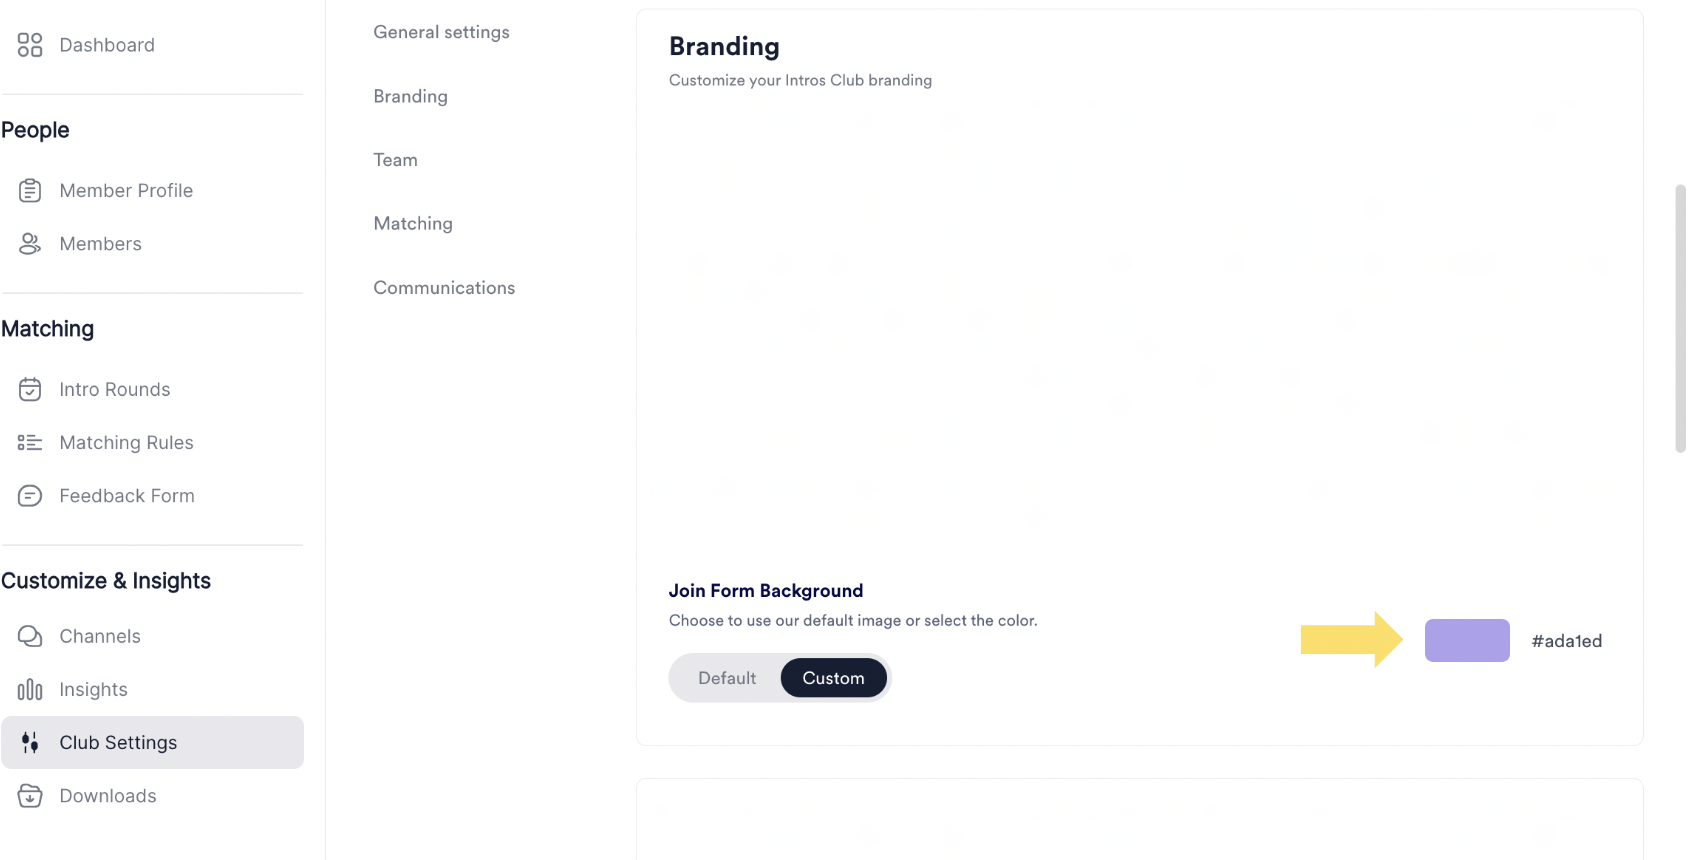 Dashboard
People
Member Profile
Members
Matching
Intro Rounds
Matching Rules
Feedback Form
Customize & Insights
Channels
Insights
Club Settings
Downloads
General settings
Branding
Team
Matching
Communications
Branding
Customize your Intros Club branding
Join Form Background
Choose to use our default image or select the color.
Default Custom
#ada1ed